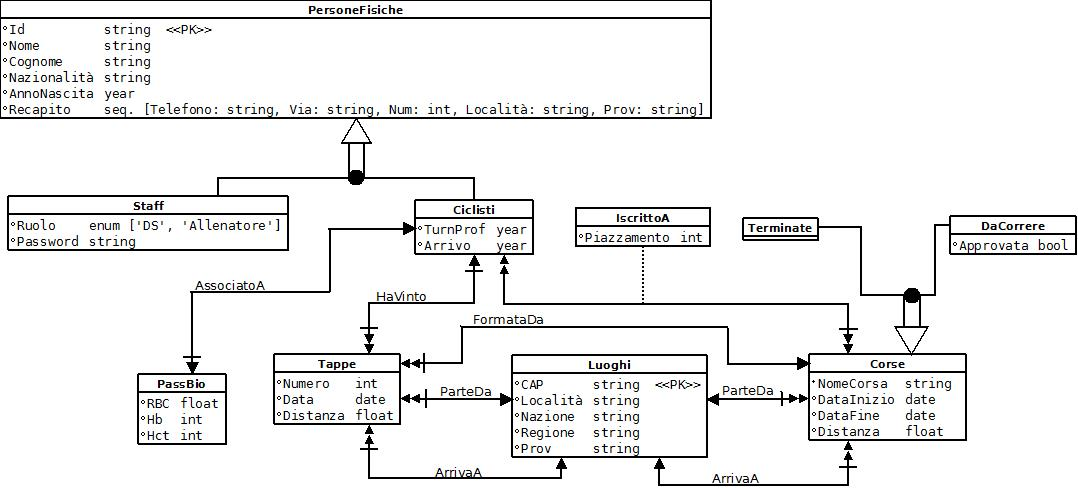 PersoneFisiche
Id string <<PK>>
Nome string
Cognome string
Nazionalità string
AnnoNascita year
Recapito seq. [Telefono: string, Via: string, Num: int, Località: string, Prov: string]
Staff
Ruolo enum ['DS', 'Allenatore']
Password string
Ciclisti
TurnProf year
Arrivo year
IscrittoA
Piazzamento int
Terminate
DaCorrere
Approvata bool
AssociatoA
HaVinto
FormataDa
PassBio
RBC float
Hb int
Hct int
Tappe
Numero int
Data date
Distanza float
ParteDa
Luoghi
CAP string <<PK>>
Località string
Nazione string
Regione string
Prov string
ParteDa
Corse
NomeCorsa string
DataInizio date
DataFine date
Distanza float
ArrivaA
ArrivaA